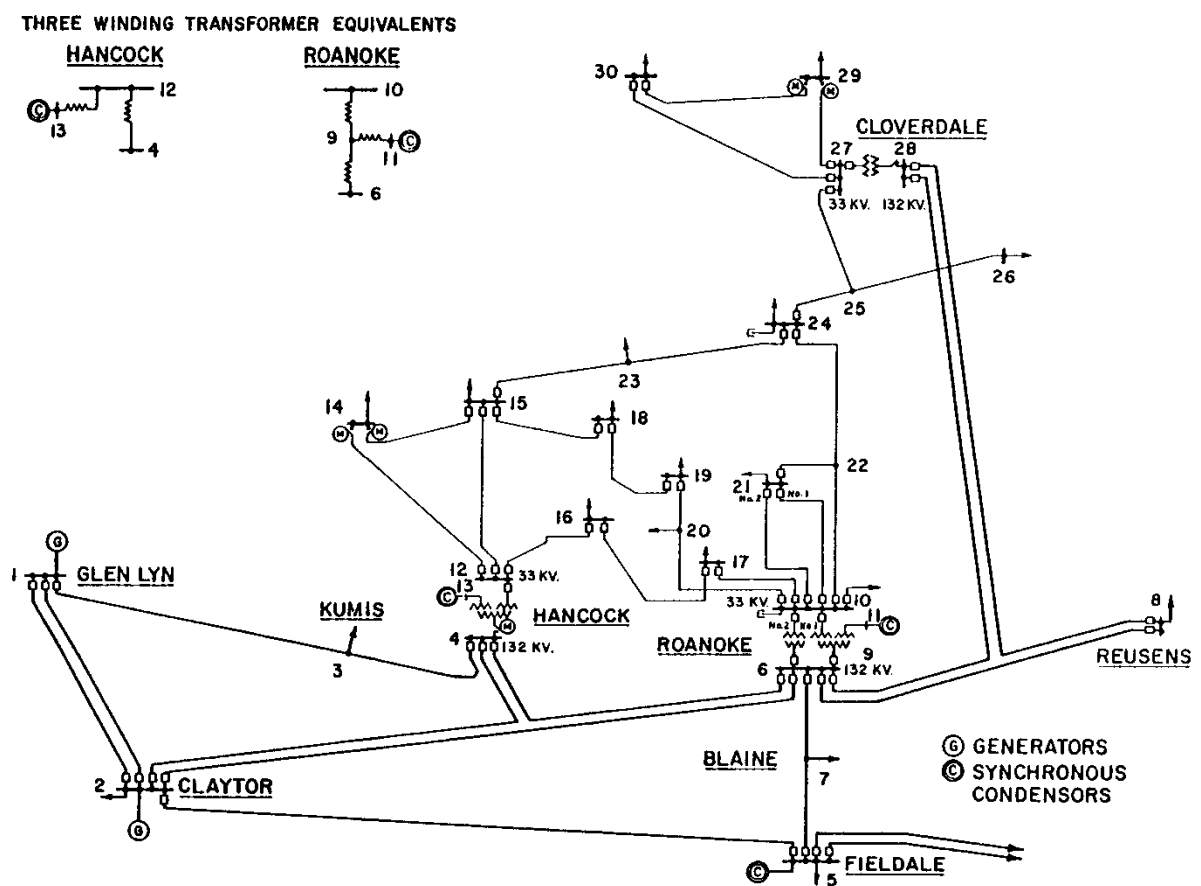 THREE WINDING TRANSFORMER EQUIVALENTS
HANCOCK
ROANOKE
12
C
13
4
10
9
C
11
6
30
29
M
M
CLOVERDALE
27
28
33 KV.
132 KV.
26
25
24
23
15
14
M
M
18
19
22
21
No.2
No.1
20
16
17
G
1
GLEN LYN
12
33 KV.
13
C
HANCOCK
M
4
132 KV.
KUMIS
3
33 KV.
10
No.2
No.1
11
C
ROANOKE
9
6
132 KV.
8
REUSENS
BLAINE
7
2
CLAYTOR
G
G GENERATORS
C SYNCHRONOUS
CONDENSORS
C
5
FIELDALE